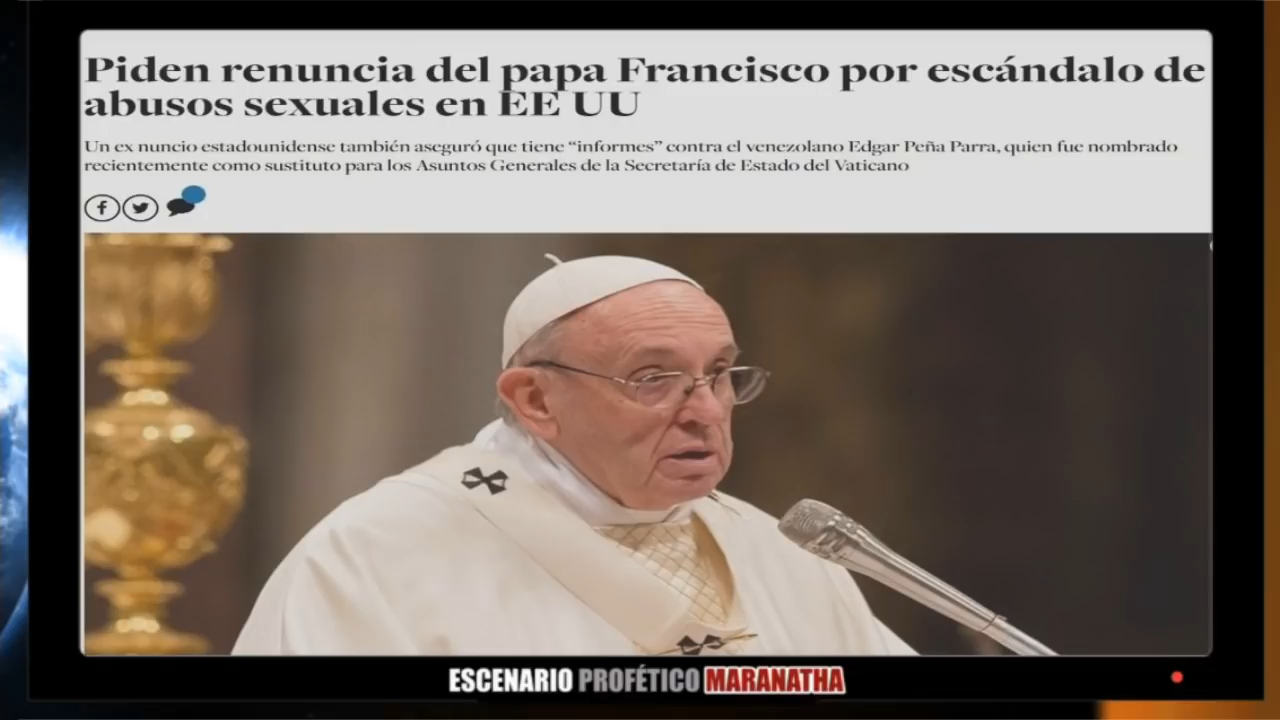 Piden renuncia del papa Francisco por escándalo de
abusos sexuales en EE UU
Un ex nuncio estadounidense también aseguró que tiene “informes” contra el venezolano Edgar Peña Parra, quien fue nombrado
recientemente como sustituto para los Asuntos Generales de la Secretaría de Estado del Vaticano
ESCENARIO PROFÉTICO MARANATHA